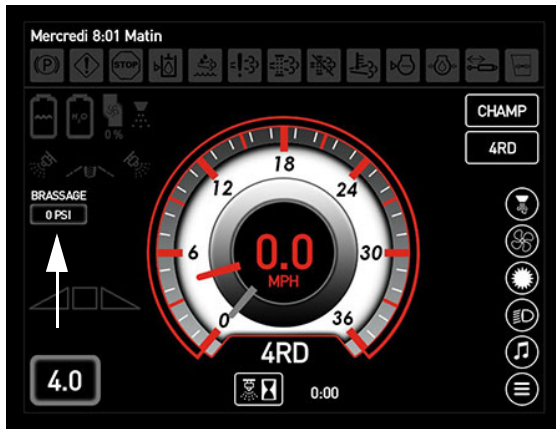 Mercredi 8:01 Matin
P
STOP
H₂O
0 %
CHAMP
4RD
BRASSAGE
0 PSI
18
12
24
6
30
0.0
MPH
0
36
4RD
4.0
0:00